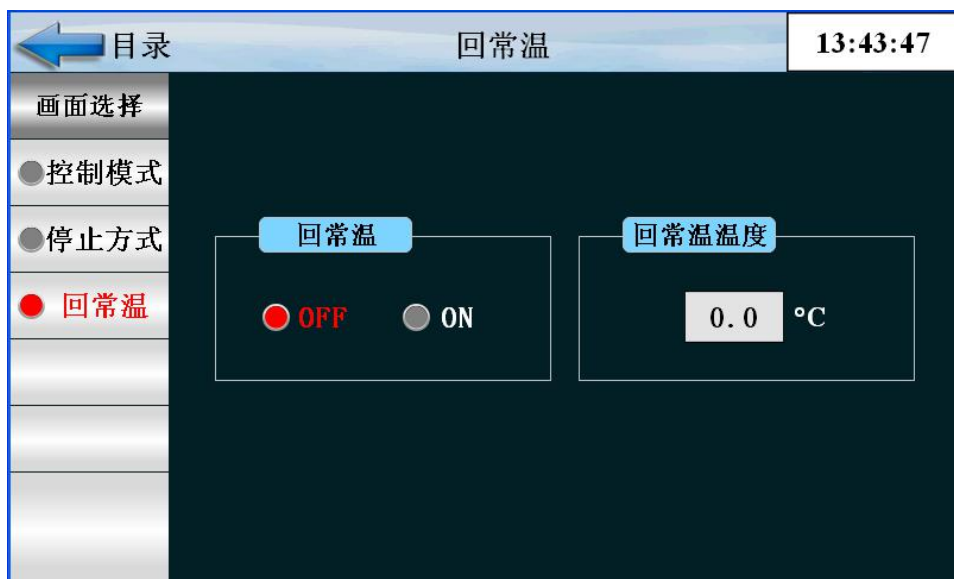 目录
回常温
13:43:47
画面选择
控制模式
停止方式
回常温
回常温
OFF
ON
回常温温度
0.0 °C